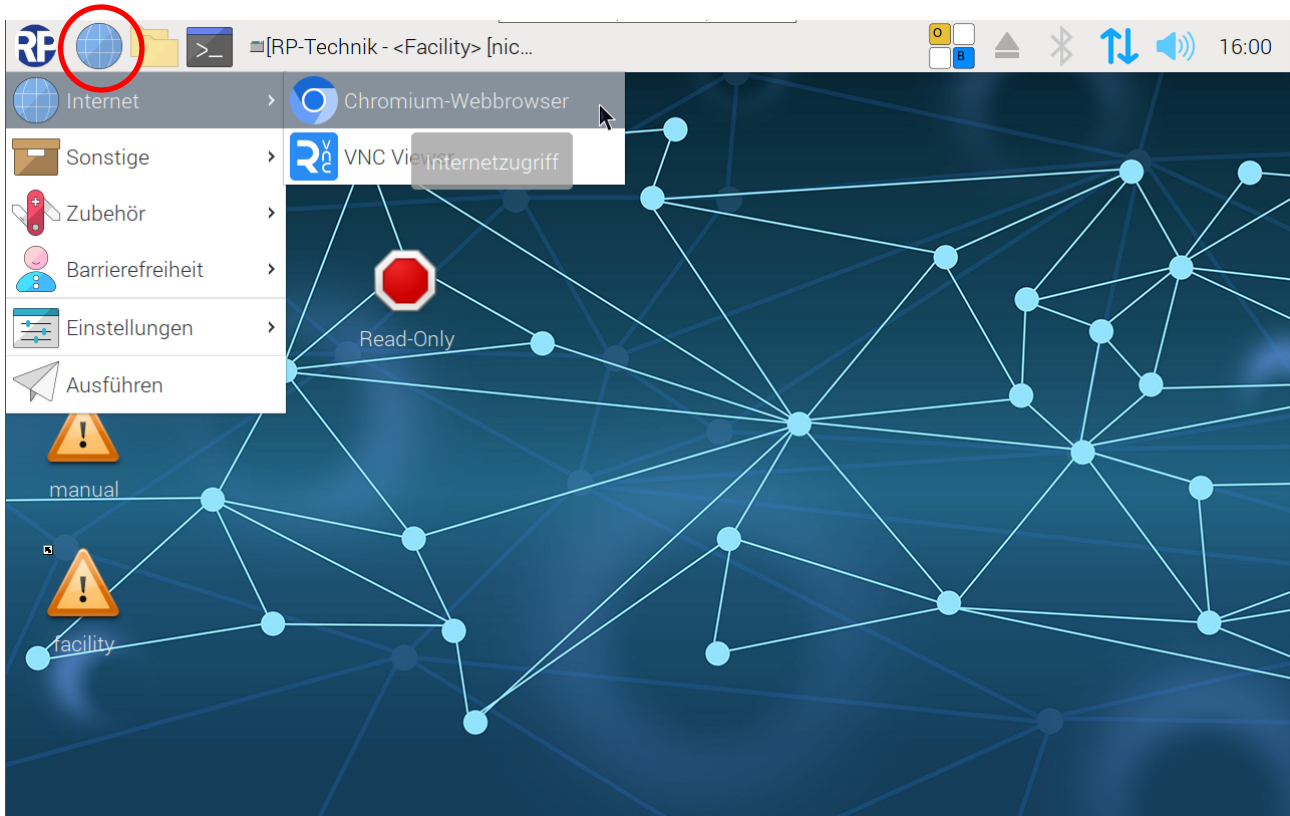 RP
>_
[RP-Technik - <Facility> [nic...
O
B
16:00
Internet
Chromium-Webbrowser
Sonstige
VNC Viewer
Internetzugriff
Zubehör
Barrierefreiheit
Read-Only
Einstellungen
Ausführen
manual
facility